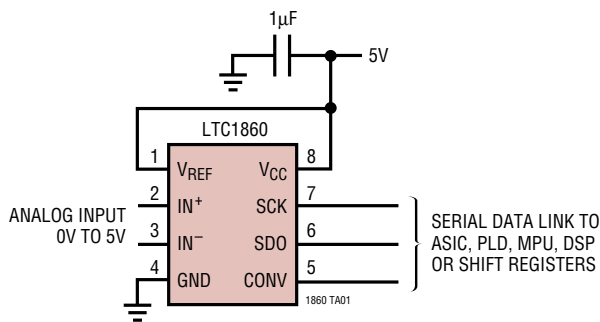 1µF
5V
LTC1860
1
VREF
VCC
8
2
IN+
SCK
7
3
IN−
SDO
6
4
GND
CONV
5
ANALOG INPUT
0V TO 5V
SERIAL DATA LINK TO
ASIC, PLD, MPU, DSP
OR SHIFT REGISTERS
1860 TA01